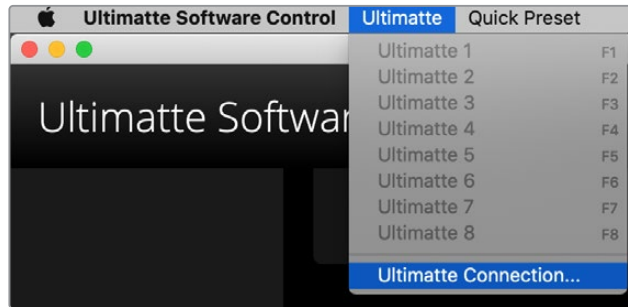 Ultimatte Software Control Ultimatte Quick Preset
Ultimatte 1 F1
Ultimatte 2 F2
Ultimatte 3 F3
Ultimatte 4 F4
Ultimatte 5 F5
Ultimatte 6 F6
Ultimatte 7 F7
Ultimatte 8 F8
Ultimatte Connection...
Ultimatte Softwar